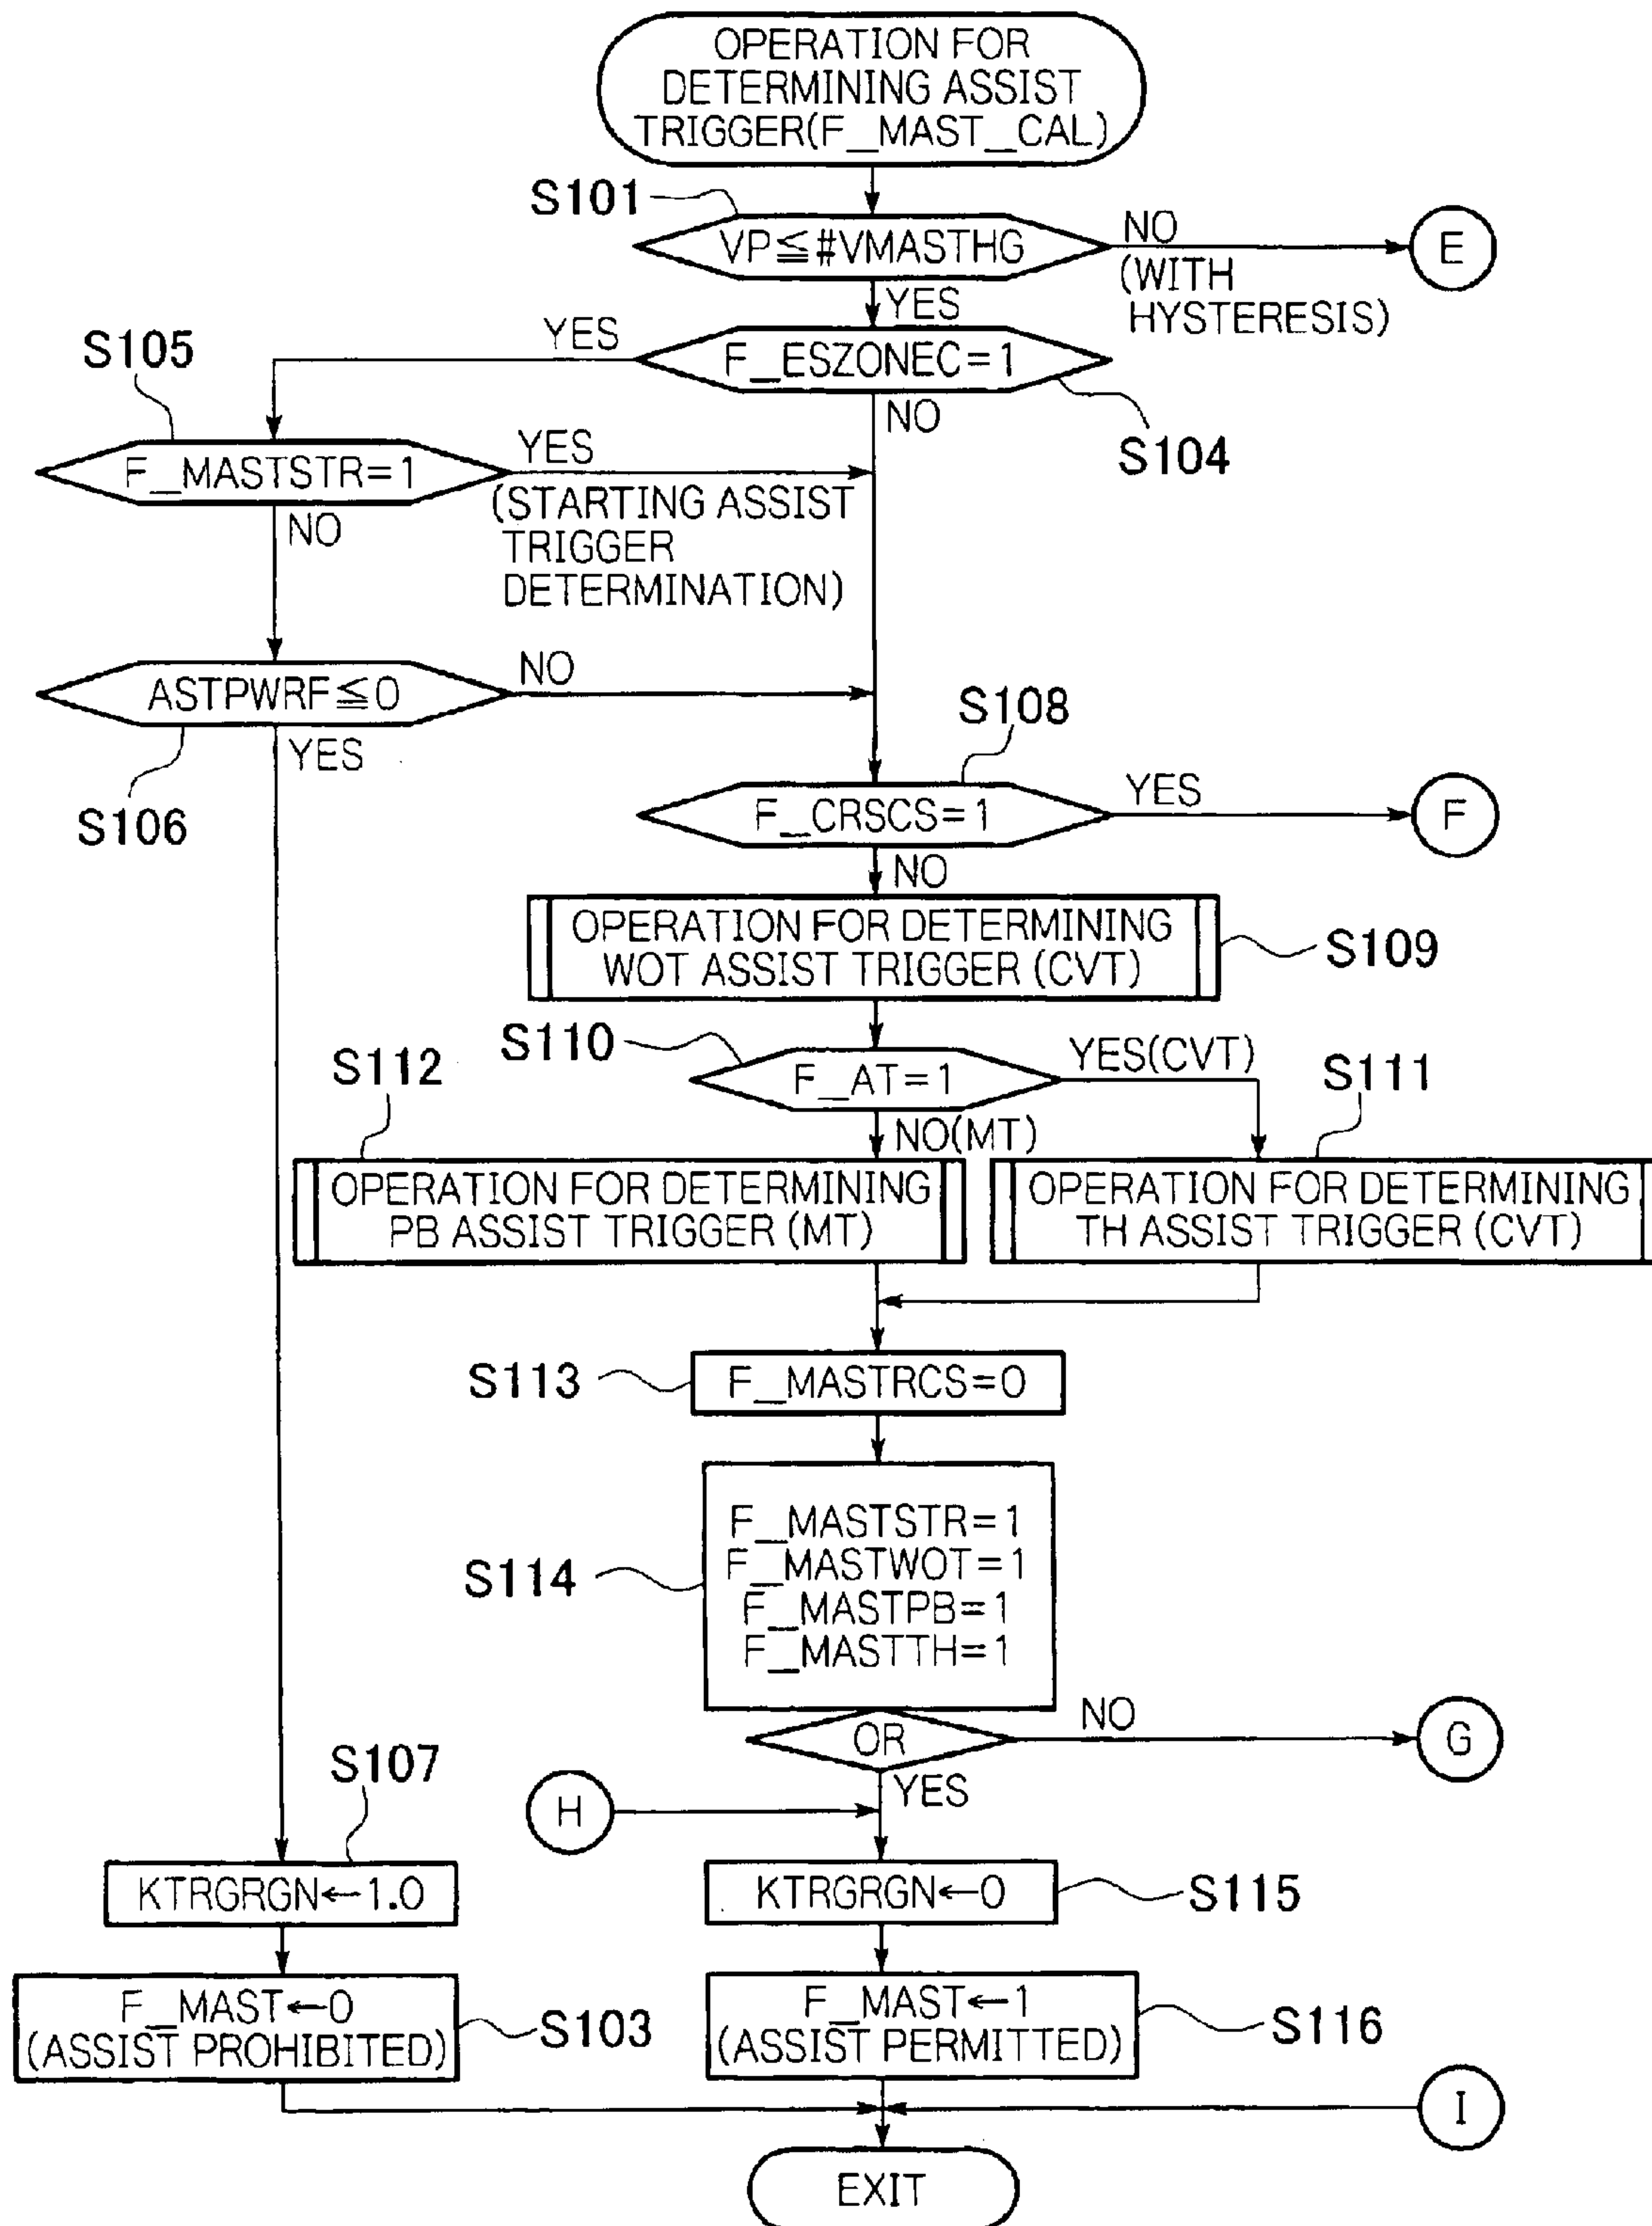 OPERATION FOR
DETERMINING ASSIST
TRIGGER(F_MAST_CAL)
S101
VP≦#VMASTHG
NO
(WITH
HYSTERESIS)
E
YES
YES
S105
F_ESZONEC=1
NO
S104
F_MASTSTR=1
YES
(STARTING ASSIST
TRIGGER
DETERMINATION)
NO
ASTPWRF≦0
NO
S106
YES
S108
F_CRSCS=1
YES
F
NO
OPERATION FOR DETERMINING
WOT ASSIST TRIGGER (CVT)
S109
S110
F_AT=1
YES(CVT)
S112
S111
NO(MT)
OPERATION FOR DETERMINING
PB ASSIST TRIGGER (MT)
OPERATION FOR DETERMINING
TH ASSIST TRIGGER (CVT)
S113
F_MASTRCS=0
S114
F_MASTSTR=1
F_MASTWOT=1
F_MASTPB=1
F_MASTTH=1
OR
NO
G
YES
H
S107
KTRGRGN←1.0
KTRGRGN←0
S115
F_MAST←0
(ASSIST PROHIBITED)
S103
F_MAST←1
(ASSIST PERMITTED)
S116
I
EXIT